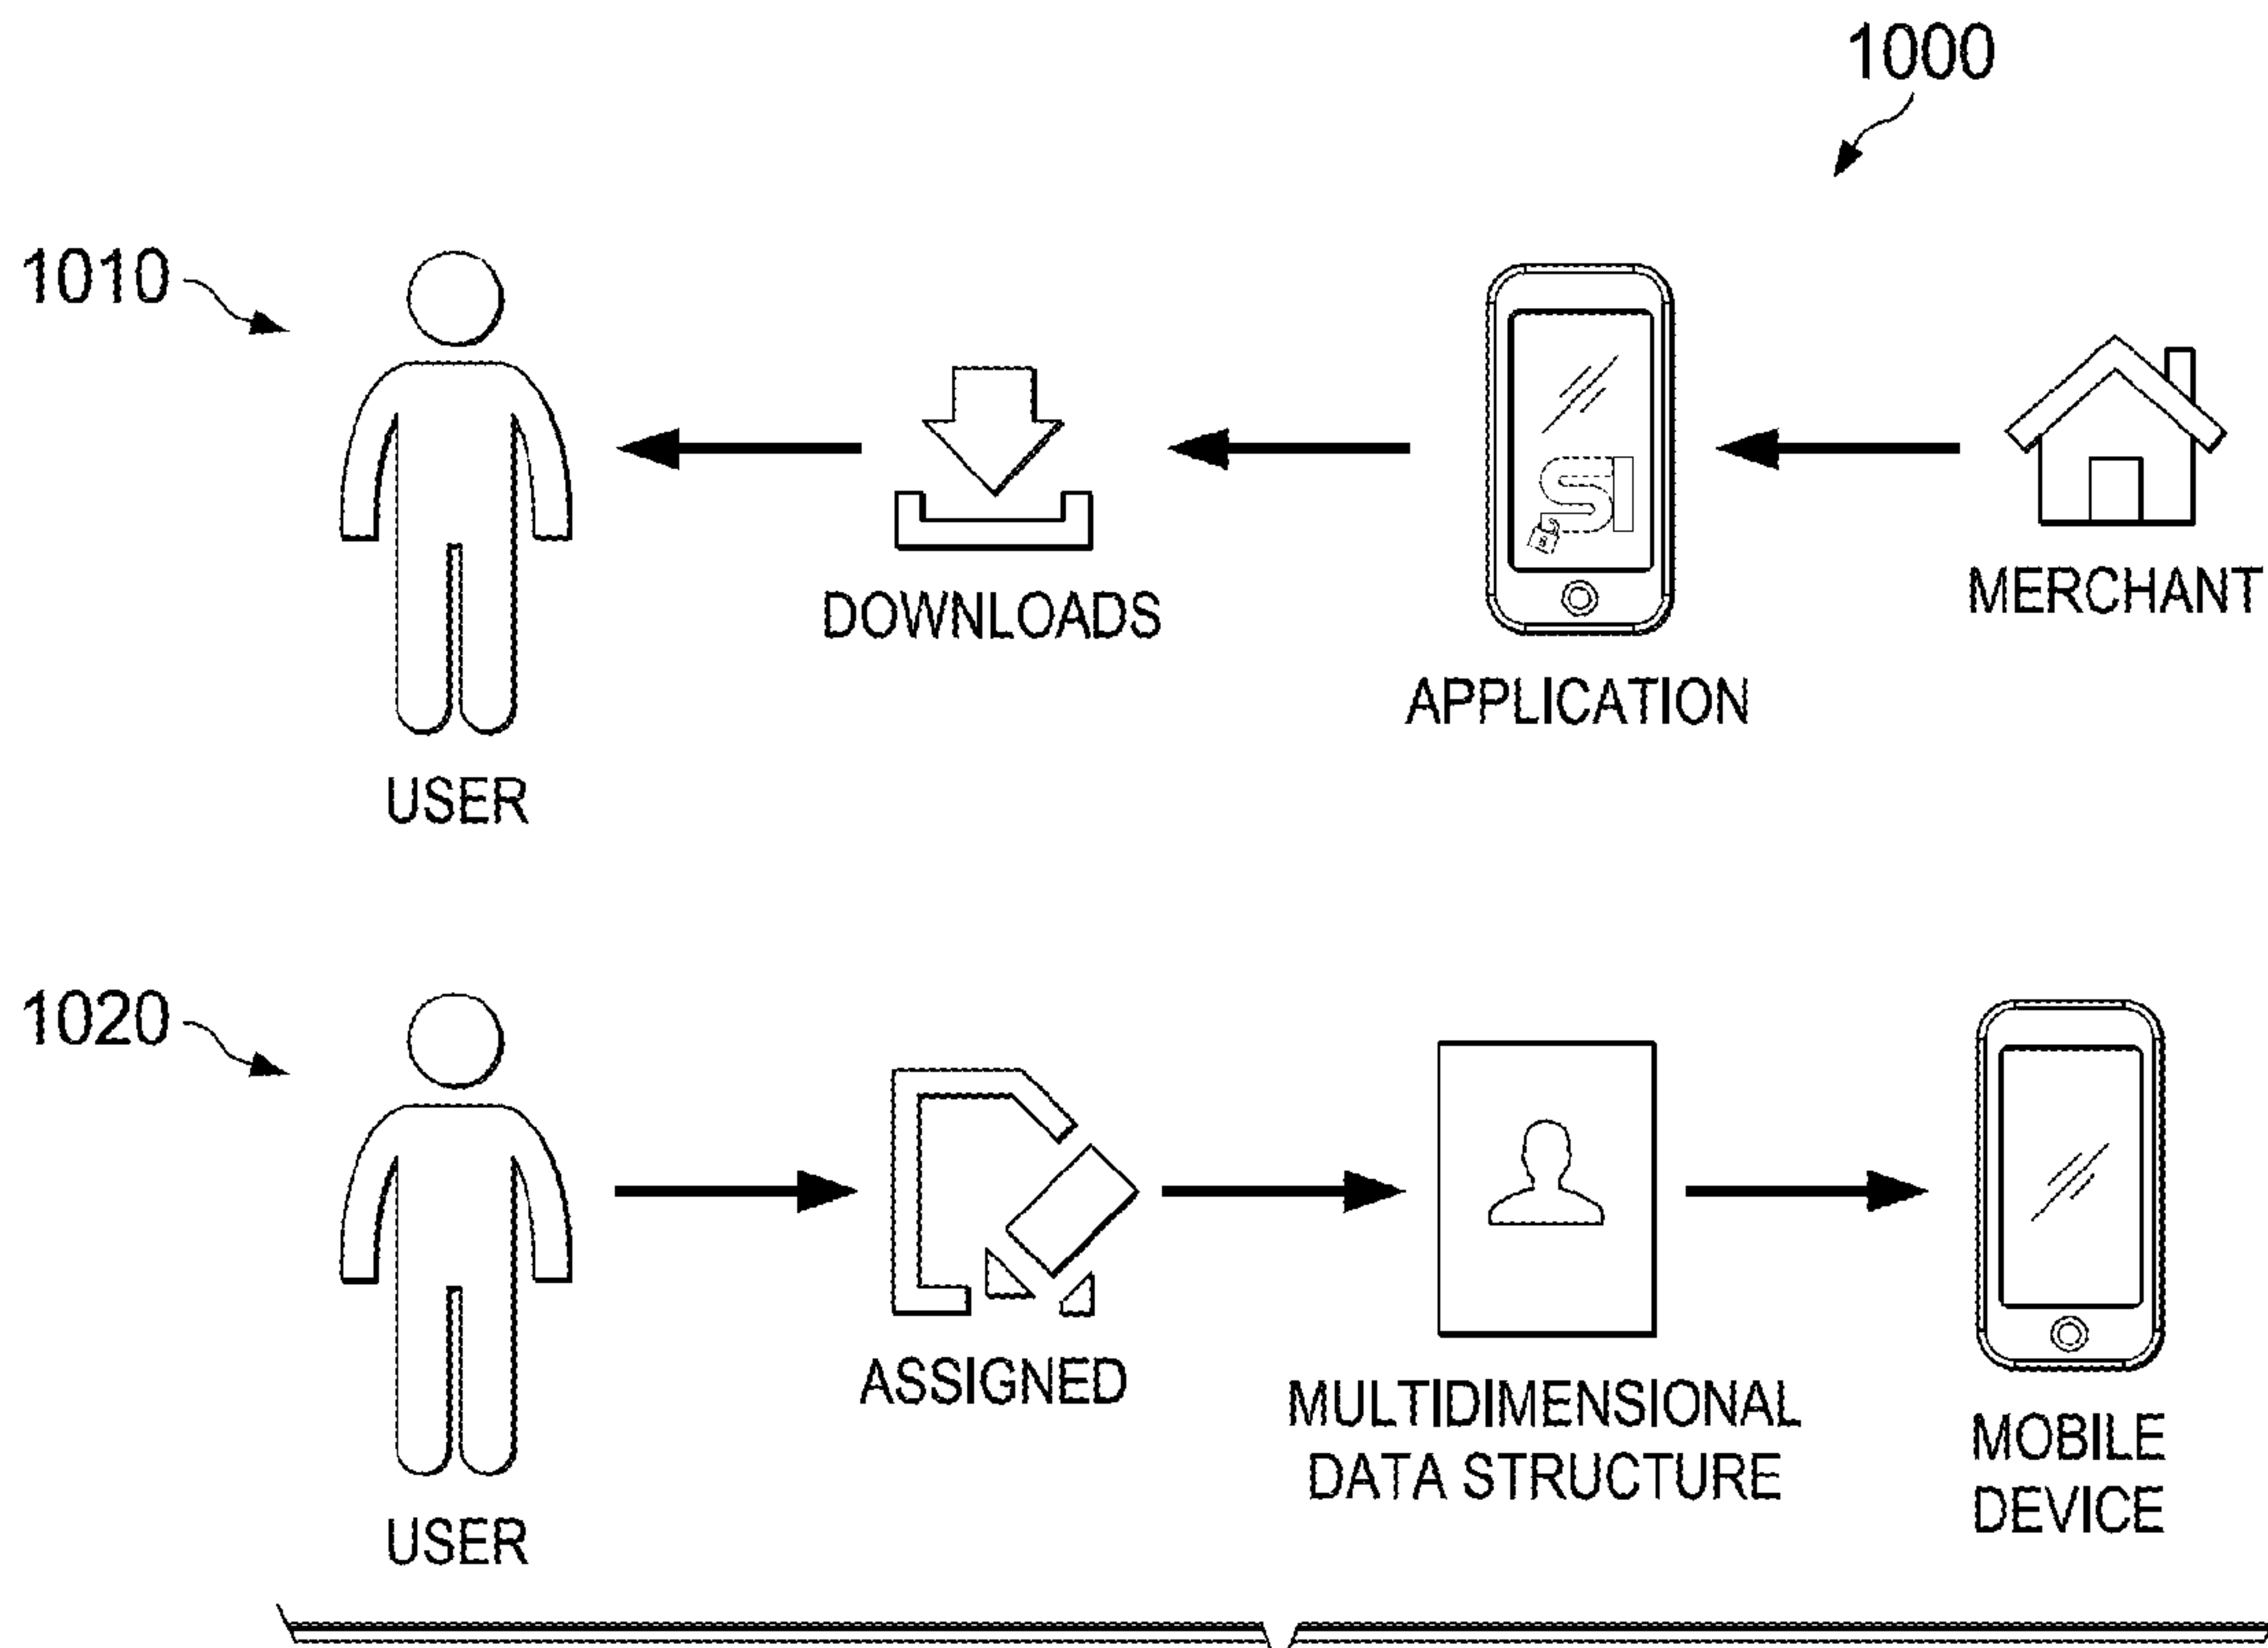 1000
1010
DOWNLOADS
MERCHANT
APPLICATION
USER
1020
ASSIGNED
MULTIDIMENSIONAL
DATA STRUCTURE
MOBILE
DEVICE
USER